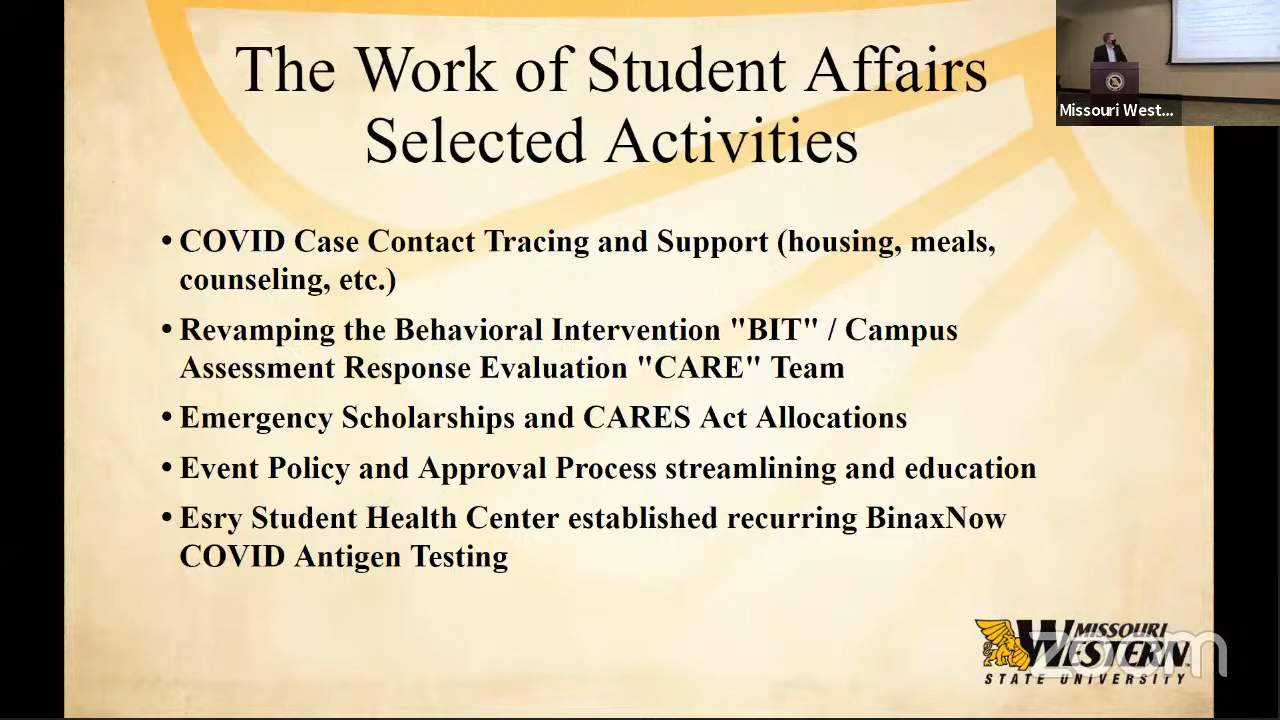 The Work of Student Affairs
Selected Activities
Missouri West...
• COVID Case Contact Tracing and Support (housing, meals,
counseling, etc.)
• Revamping the Behavioral Intervention "BIT" / Campus
Assessment Response Evaluation "CARE" Team
• Emergency Scholarships and CARES Act Allocations
• Event Policy and Approval Process streamlining and education
• Esry Student Health Center established recurring BinaxNow
COVID Antigen Testing
MISSOURI
WESTERN
STATE UNIVERSITY
zoom